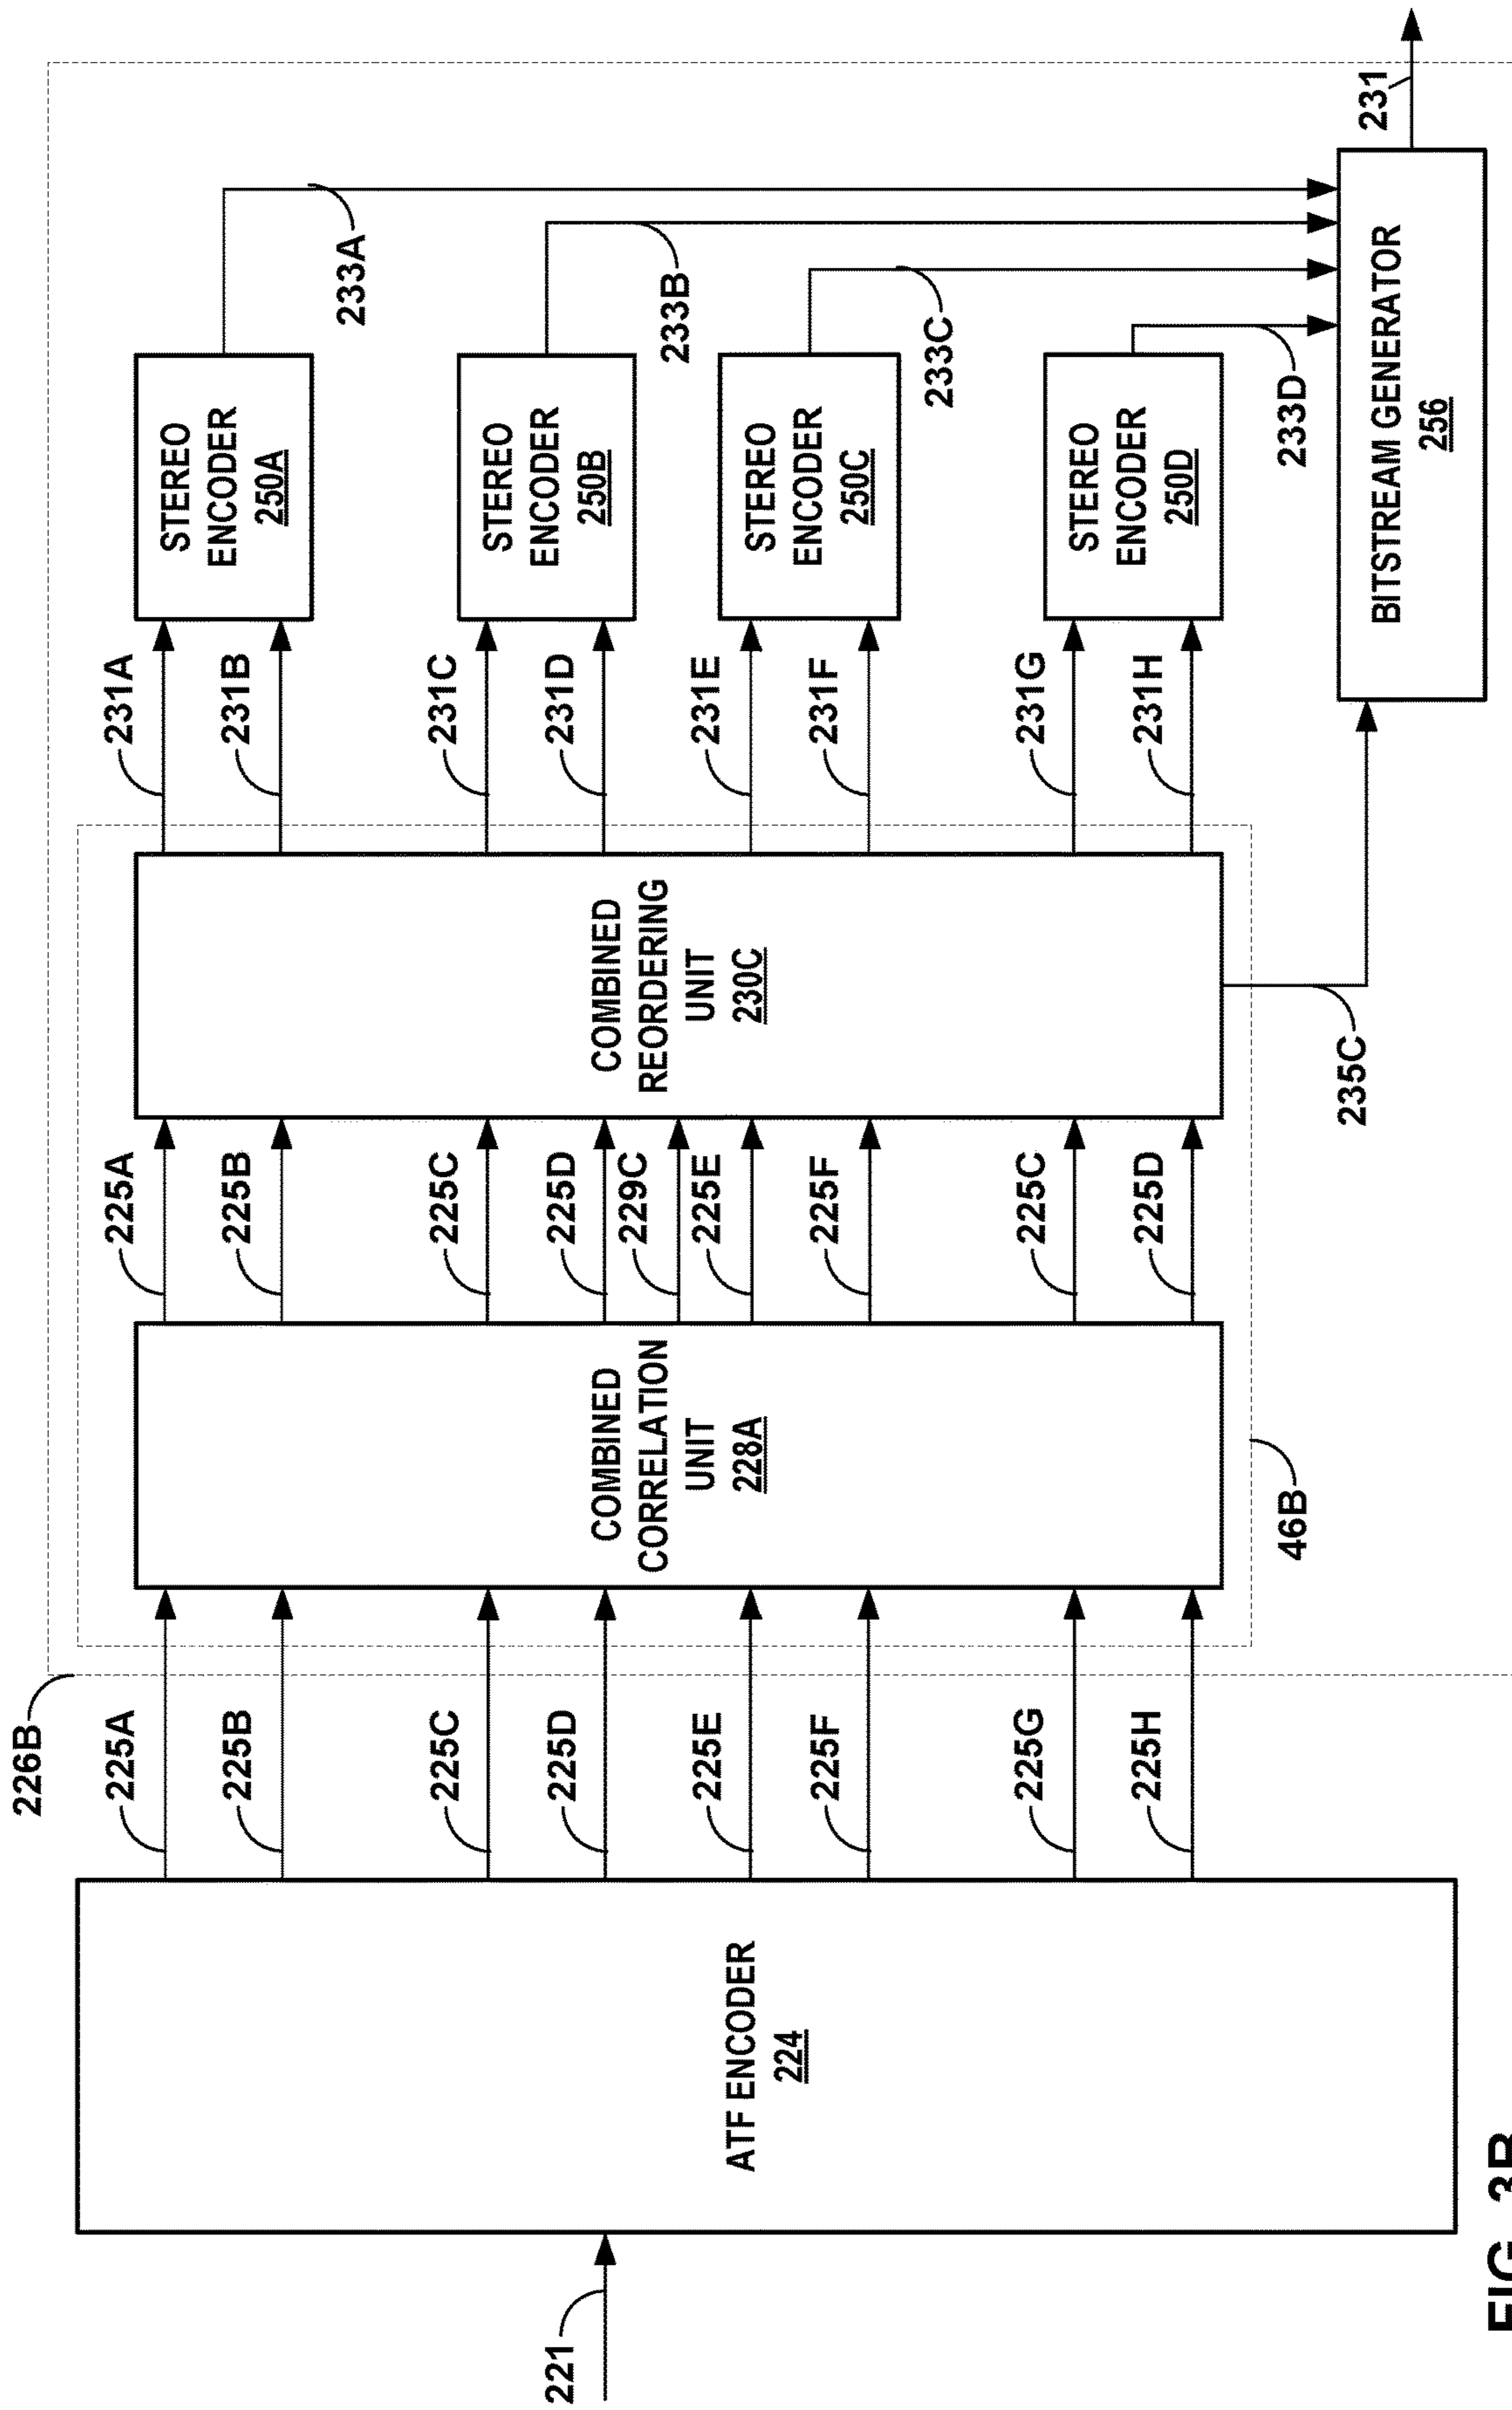 226B
221
ATF ENCODER
224
225A
225B
225C
225D
225E
225F
225G
225H
COMBINED
CORRELATION
UNIT
228A
46B
225A
225B
225C
225D
229C
225E
225F
225C
225D
COMBINED
REORDERING
UNIT
230C
235C
231A
231B
231C
231D
231E
231F
231G
231H
STEREO
ENCODER
250A
STEREO
ENCODER
250B
STEREO
ENCODER
250C
STEREO
ENCODER
250D
233A
233B
233C
233D
BITSTREAM GENERATOR
256
231
FIG. 3B